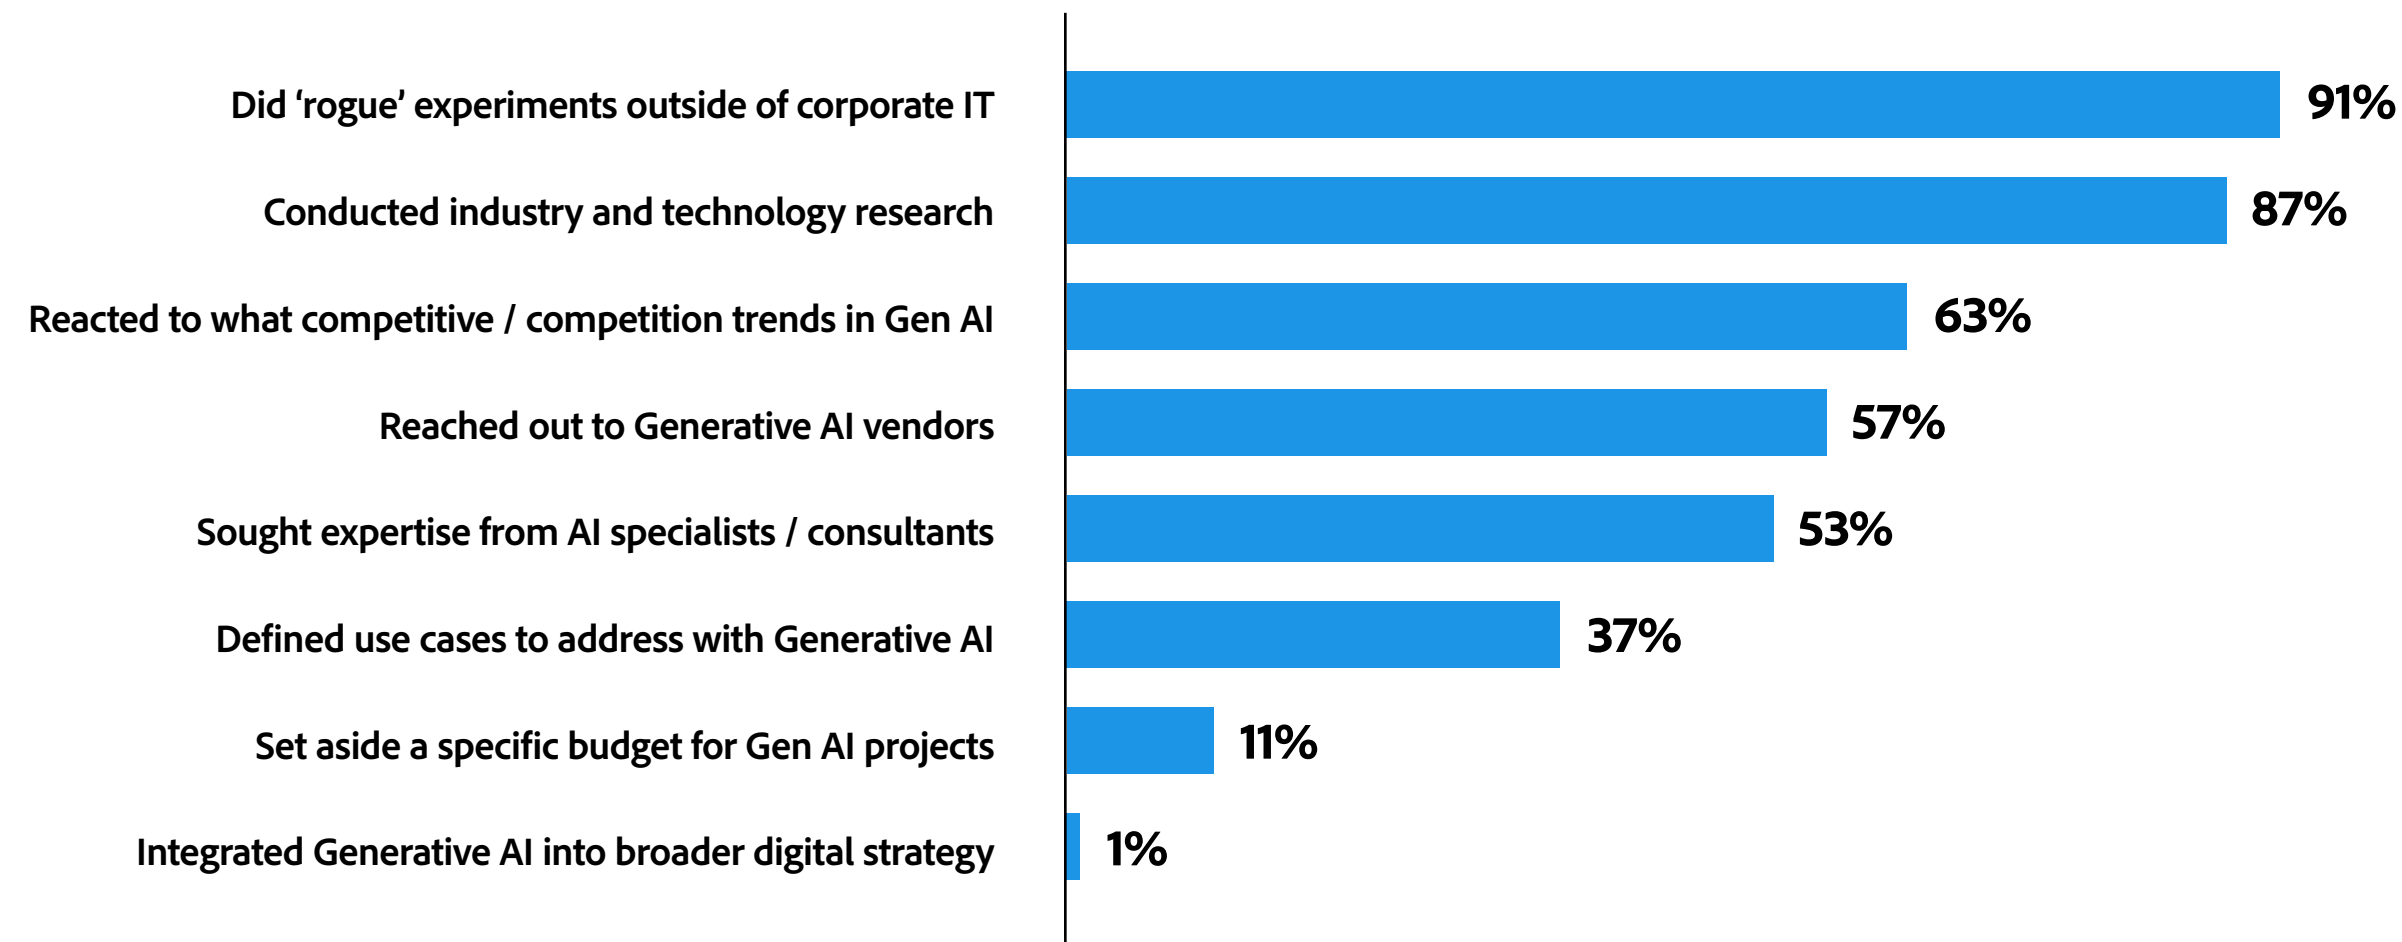 Did ‘rogue’ experiments outside of corporate IT 91%
Conducted industry and technology research 87%
Reacted to what competitive / competition trends in Gen AI 63%
Reached out to Generative AI vendors 57%
Sought expertise from AI specialists / consultants 53%
Defined use cases to address with Generative AI 37%
Set aside a specific budget for Gen AI projects 11%
Integrated Generative AI into broader digital strategy 1%